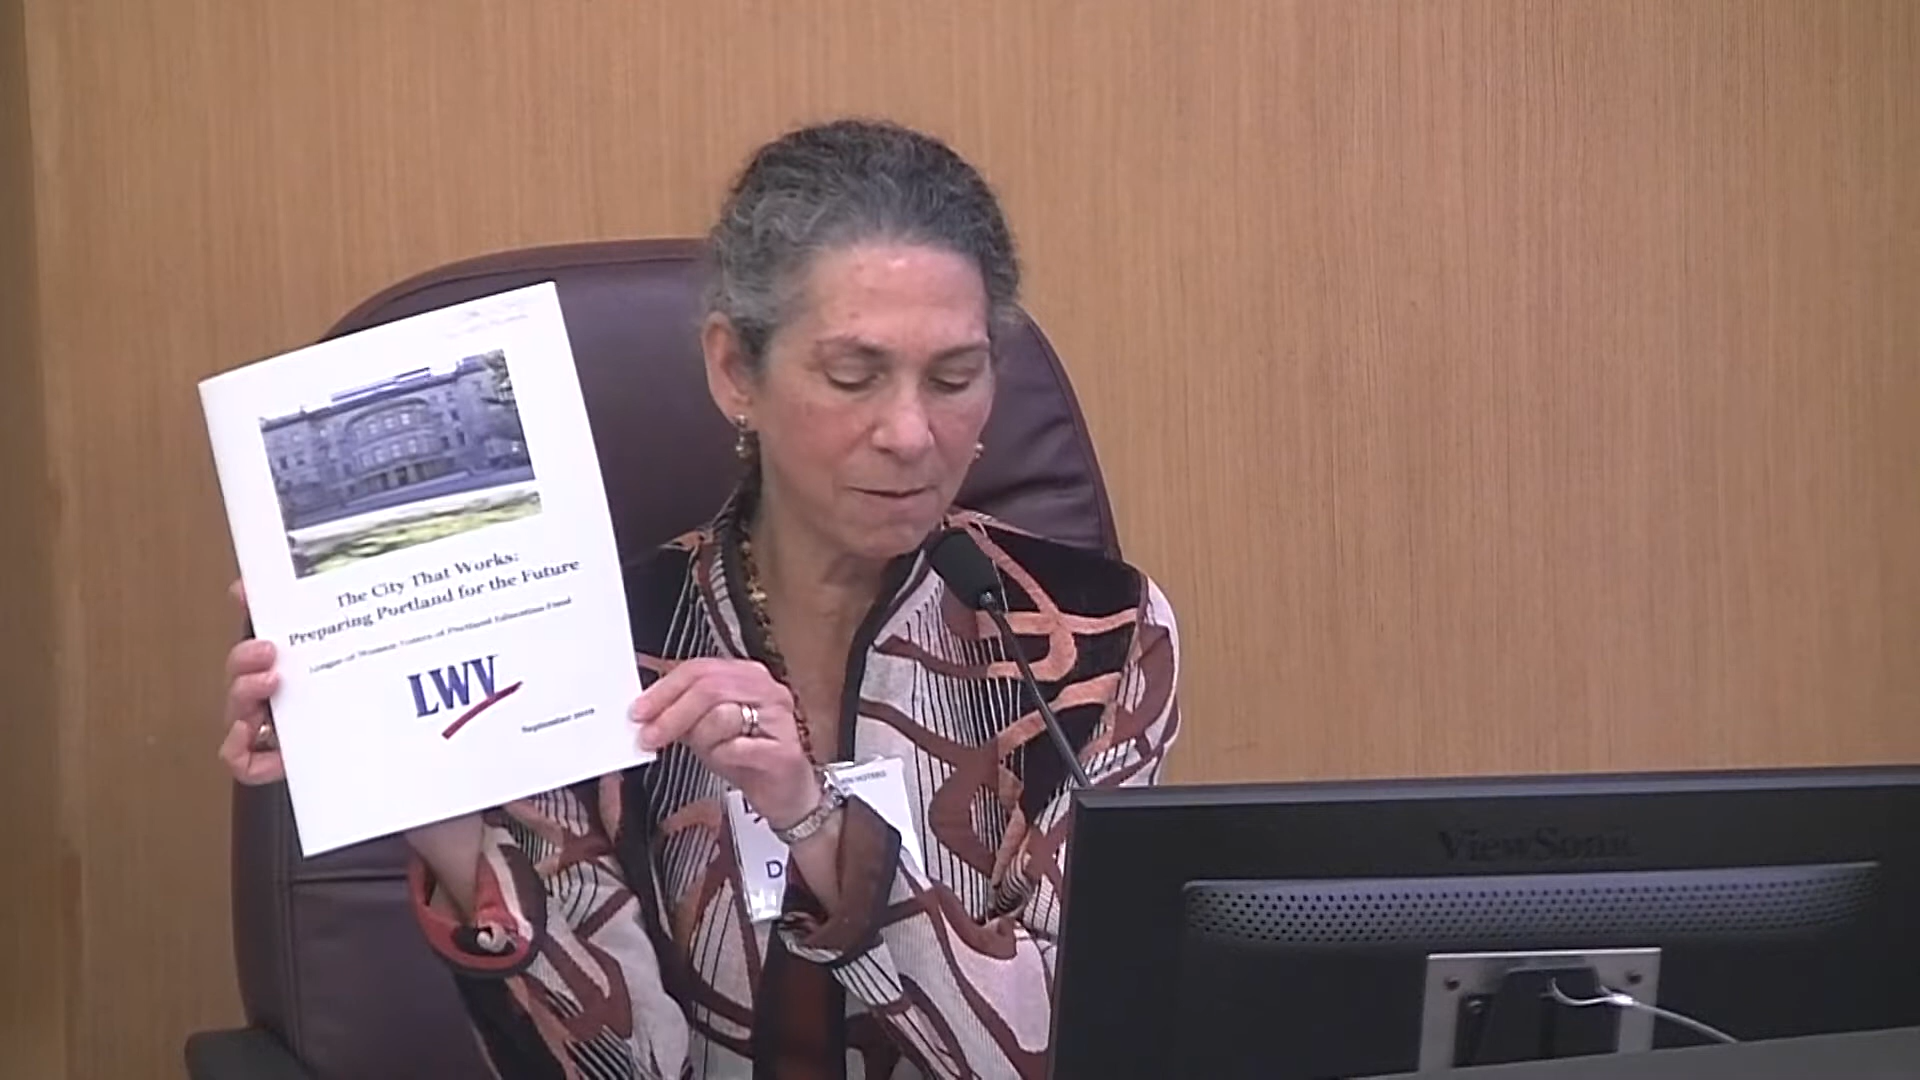 The City That Works:
Preparing Portland for the Future
League of Women Voters of Portland Education Fund
LWV
September 2019
D
ViewSonic